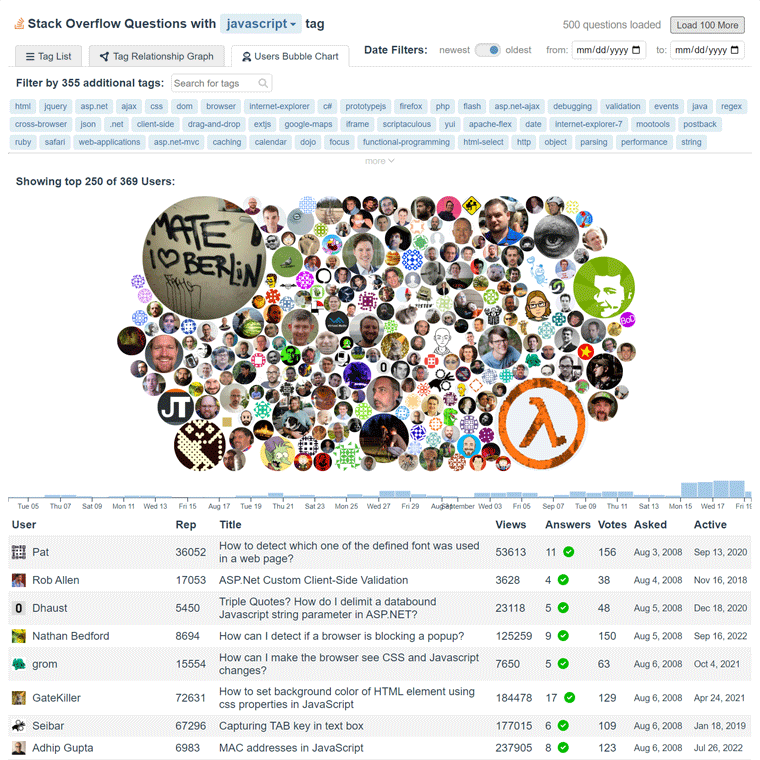 Stack Overflow Questions with javascript tag
500 questions loaded
Load 100 More
Tag List
Tag Relationship Graph
Users Bubble Chart
Date Filters: newest oldest from: mm/dd/yyyy to: mm/dd/yyyy
Filter by 355 additional tags: Search for tags
html jquery asp.net ajax css dom browser internet-explorer c# prototypejs firefox php flash asp.net-ajax debugging validation events java regex
cross-browser json .net client-side drag-and-drop extjs google-maps iframe scriptaculous yui apache-flex date internet-explorer-7 mootools postback
ruby safari web-applications asp.net-mvc caching calendar dojo focus functional-programming html-select http object parsing performance string
more
Showing top 250 of 369 Users:
MATE
I ♡
BERLIN
JT
λ
Tue 05 Thu 07 Sat 09 Mon 11 Wed 13 Fri 15 Aug 17 Tue 19 Thu 21 Sat 23 Mon 25 Wed 27 Fri 29 Aug 31 September Wed 03 Fri 05 Sep 07 Tue 09 Thu 11 Sat 13 Mon 15 Wed 17 Fri 19
User Rep Title Views Answers Votes Asked Active
Pat 36052 How to detect which one of the defined font was used in a web page? 53613 11 156 Aug 3, 2008 Sep 13, 2020
Rob Allen 17053 ASP.Net Custom Client-Side Validation 3628 4 38 Aug 4, 2008 Nov 16, 2018
Dhaust 5450 Triple Quotes? How do I delimit a databound Javascript string parameter in ASP.NET? 23118 5 48 Aug 5, 2008 Dec 18, 2020
Nathan Bedford 8694 How can I detect if a browser is blocking a popup? 125259 9 150 Aug 5, 2008 Sep 16, 2022
grom 15554 How can I make the browser see CSS and Javascript changes? 7650 5 63 Aug 6, 2008 Oct 4, 2021
GateKiller 72631 How to set background color of HTML element using css properties in JavaScript 184478 17 129 Aug 6, 2008 Apr 24, 2021
Seibar 67296 Capturing TAB key in text box 177015 6 109 Aug 6, 2008 Jan 18, 2019
Adhip Gupta 6983 MAC addresses in JavaScript 237905 8 123 Aug 6, 2008 Jul 26, 2022